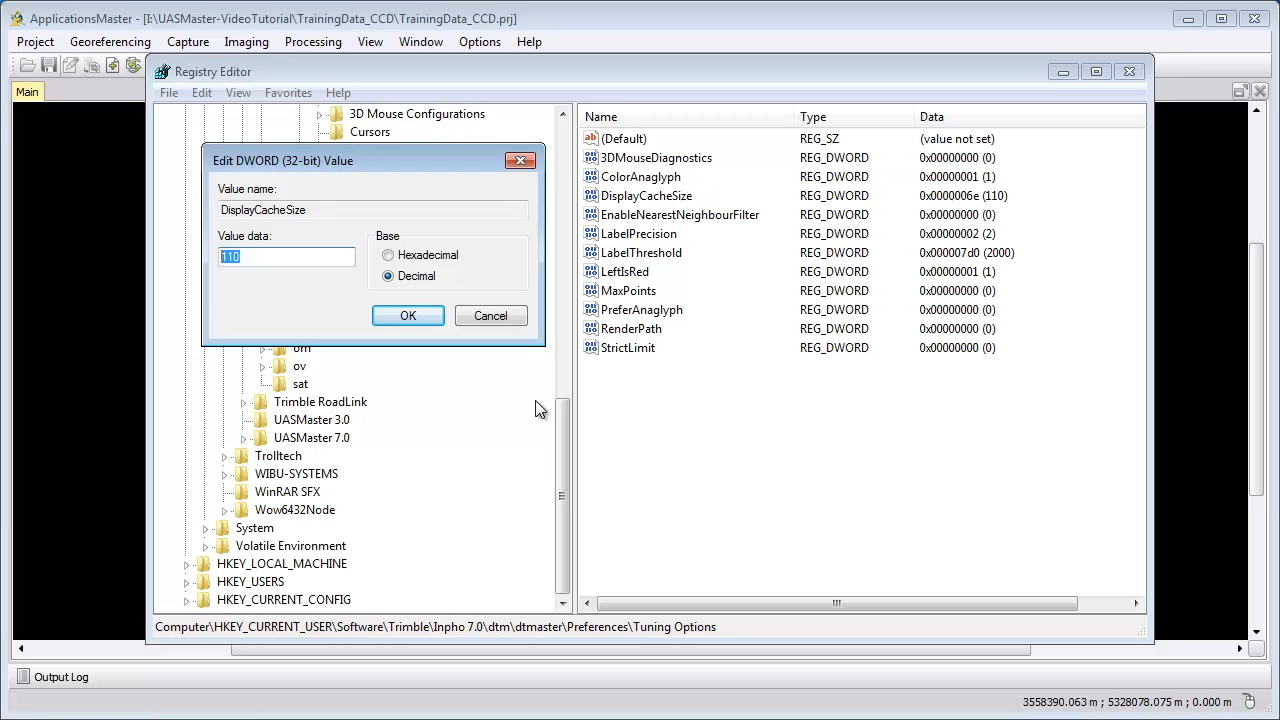 ApplicationsMaster - [I:\UASMaster-VideoTutorial\TrainingData_CCD\TrainingData_CCD.prj]
Project Georeferencing Capture Imaging Processing View Window Options Help
Main
Registry Editor
File Edit View Favorites Help
3D Mouse Configurations
Cursors
Edit DWORD (32-bit) Value
Value name:
DisplayCacheSize
Value data:
110
Base
Hexadecimal
Decimal
OK Cancel
ov
sat
Trimble RoadLink
UASMaster 3.0
UASMaster 7.0
Trolltech
WIBU-SYSTEMS
WinRAR SFX
Wow6432Node
System
Volatile Environment
HKEY_LOCAL_MACHINE
HKEY_USERS
HKEY_CURRENT_CONFIG
Name Type Data
(Default) REG_SZ (value not set)
3DMouseDiagnostics REG_DWORD 0x00000000 (0)
ColorAnaglyph REG_DWORD 0x00000001 (1)
DisplayCacheSize REG_DWORD 0x0000006e (110)
EnableNearestNeighbourFilter REG_DWORD 0x00000000 (0)
LabelPrecision REG_DWORD 0x00000002 (2)
LabelThreshold REG_DWORD 0x000007d0 (2000)
LeftIsRed REG_DWORD 0x00000001 (1)
MaxPoints REG_DWORD 0x00000000 (0)
PreferAnaglyph REG_DWORD 0x00000000 (0)
RenderPath REG_DWORD 0x00000000 (0)
StrictLimit REG_DWORD 0x00000000 (0)
Computer\HKEY_CURRENT_USER\Software\Trimble\Inpho 7.0\dtm\dtmaster\Preferences\Tuning Options
Output Log
3558390.063 m ; 5328078.075 m ; 0.000 m